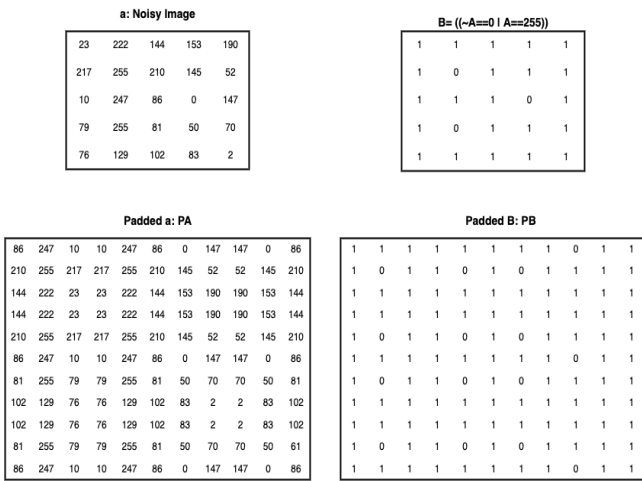 a: Noisy Image
23 222 144 153 190
217 255 210 145 52
10 247 86 0 147
79 255 81 50 70
76 129 102 83 2
B= ((~A==0 I A==255))
1 1 1 1 1
1 0 1 1 1
1 1 1 0 1
1 0 1 1 1
1 1 1 1 1
Padded a: PA
86 247 10 10 247 86 0 147 147 0 86
210 255 217 217 255 210 145 52 52 145 210
144 222 23 23 222 144 153 190 190 153 144
144 222 23 23 222 144 153 190 190 153 144
210 255 217 217 255 210 145 52 52 145 210
86 247 10 10 247 86 0 147 147 0 86
81 255 79 79 255 81 50 70 70 50 81
102 129 76 76 129 102 83 2 2 83 102
102 129 76 76 129 102 83 2 2 83 102
81 255 79 79 255 81 50 70 70 50 61
86 247 10 10 247 86 0 147 147 0 86
Padded B: PB
1 1 1 1 1 1 1 1 0 1 1
1 0 1 1 0 1 0 1 1 1 1
1 1 1 1 1 1 1 1 1 1 1
1 1 1 1 1 1 1 1 1 1 1
1 0 1 1 0 1 0 1 1 1 1
1 1 1 1 1 1 1 1 0 1 1
1 0 1 1 0 1 0 1 1 1 1
1 1 1 1 1 1 1 1 1 1 1
1 1 1 1 1 1 1 1 1 1 1
1 0 1 1 0 1 0 1 1 1 1
1 1 1 1 1 1 1 1 0 1 1